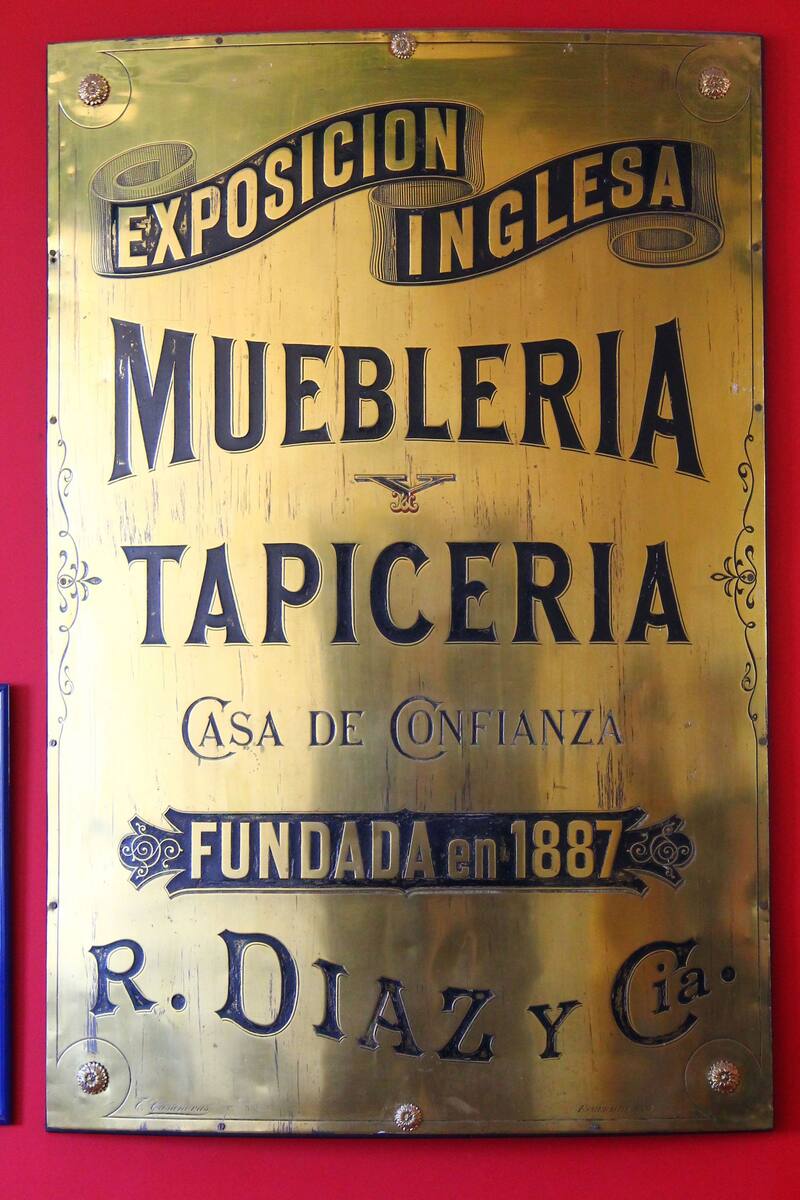 EXPOSICION INGLESA
MUEBLERIA
TAPICERIA
CASA DE CONFIANZA
FUNDADA en 1887
R. DIAZ Y Cia.